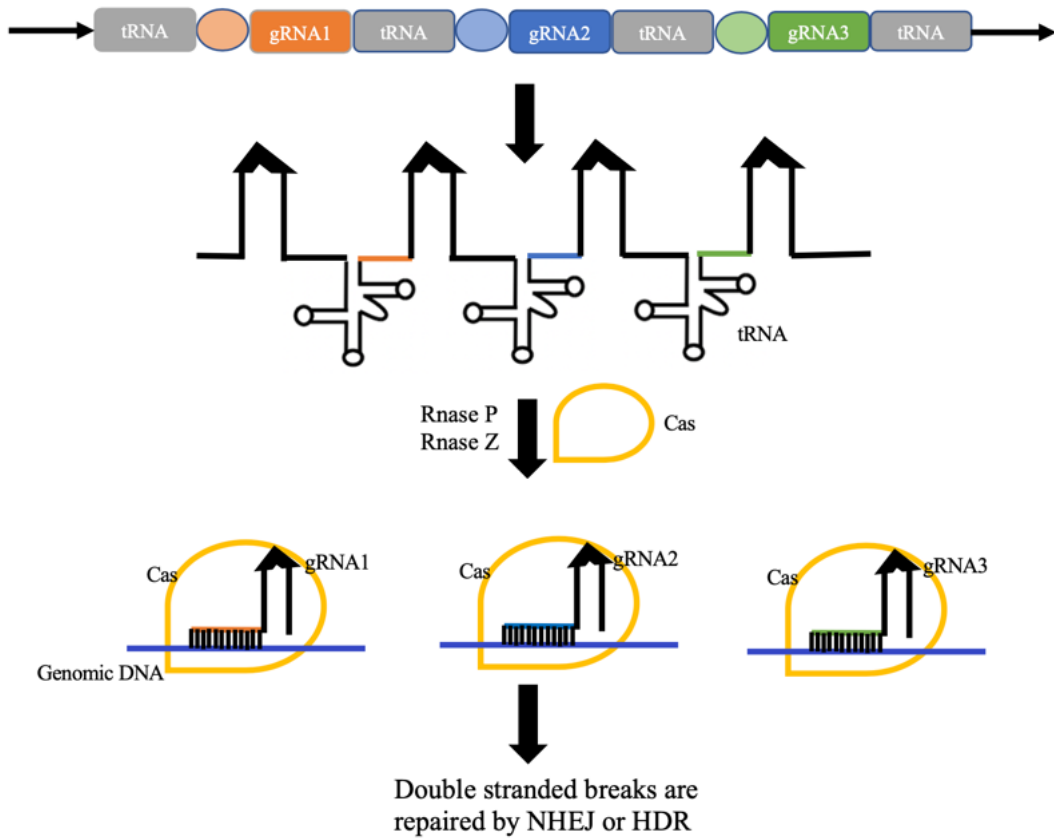 tRNA gRNA1 tRNA gRNA2 tRNA gRNA3 tRNA
tRNA
Rnase P
Rnase Z
Cas
Cas gRNA1
Cas gRNA2
Cas gRNA3
Genomic DNA
Double stranded breaks are
repaired by NHEJ or HDR